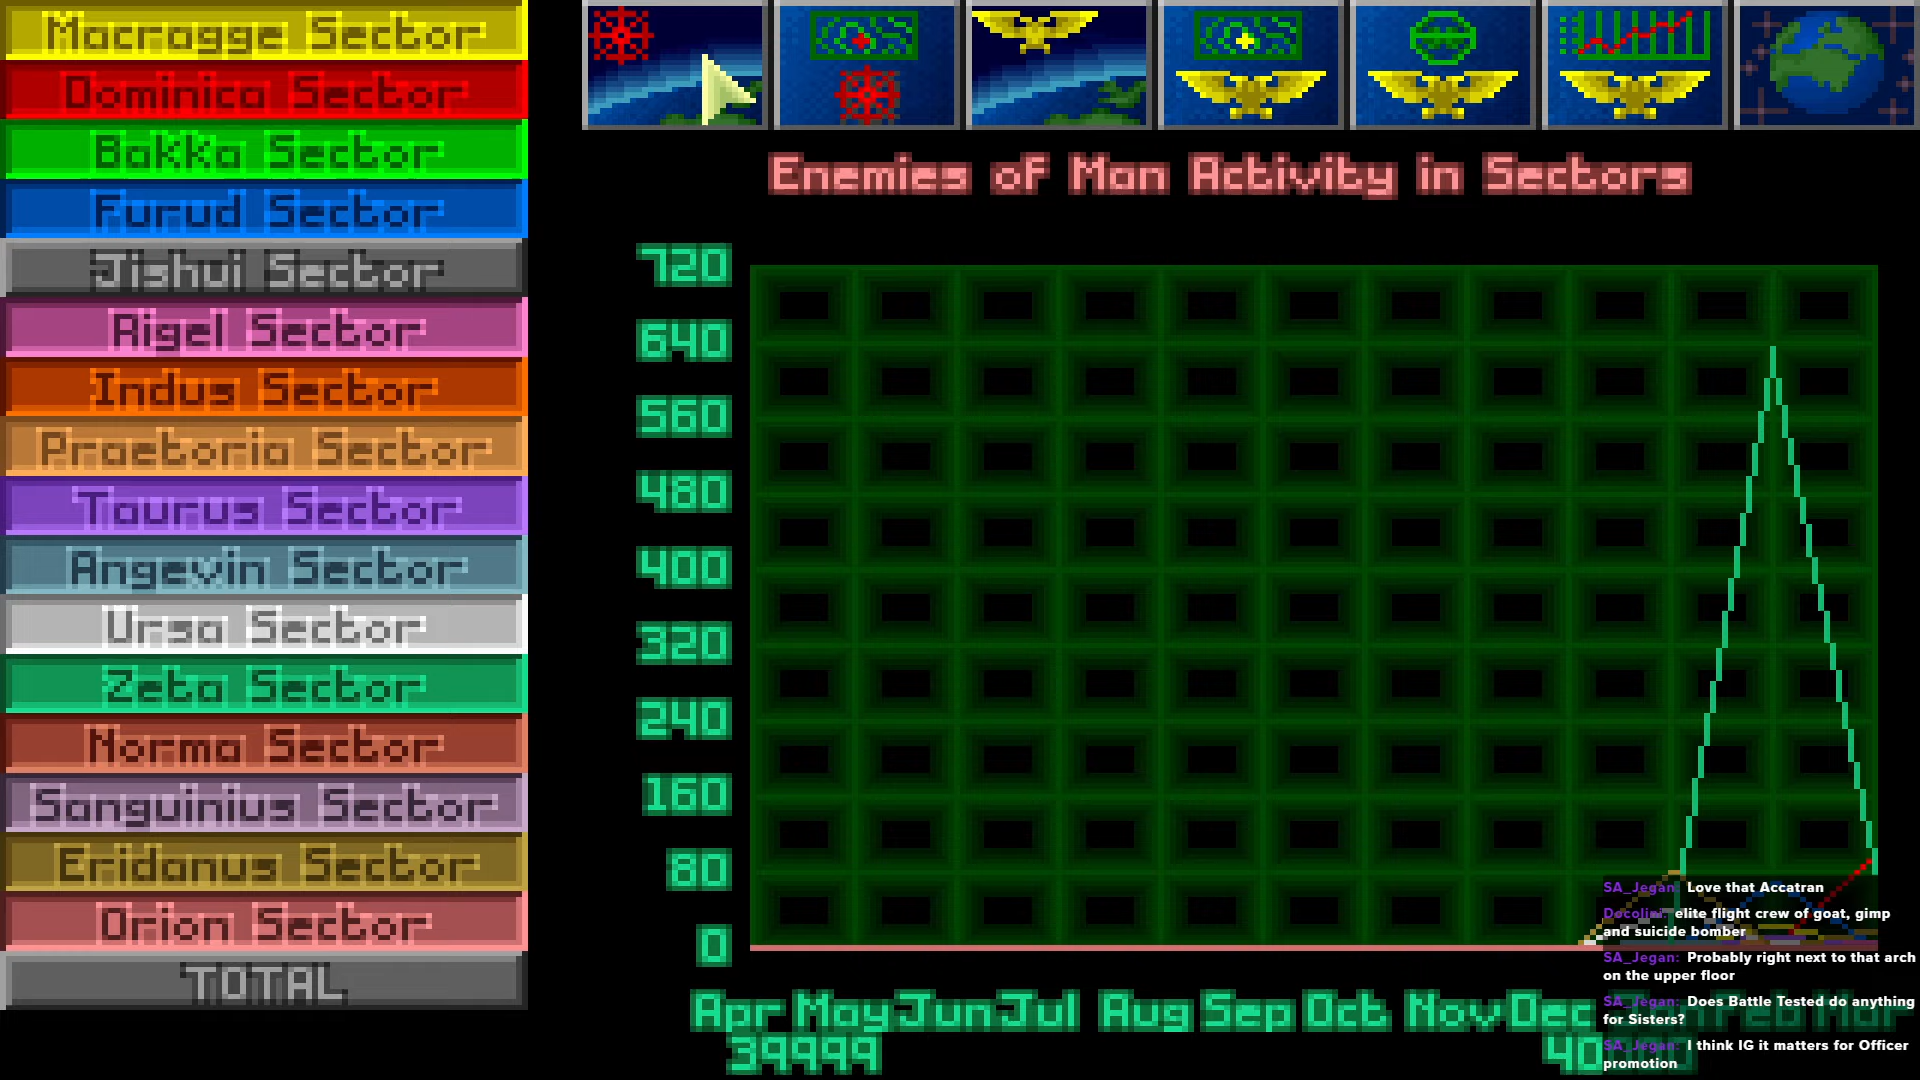 Macragge Sector
Dominica Sector
Bakka Sector
Furud Sector
Jishui Sector
Rigel Sector
Indus Sector
Praetoria Sector
Taurus Sector
Angevin Sector
Ursa Sector
Zeta Sector
Norma Sector
Sanguinius Sector
Eridanus Sector
Orion Sector
TOTAL
Enemies of Man Activity in Sectors
720
640
560
480
400
320
240
160
80
0
Apr May Jun Jul Aug Sep Oct Nov Dec Jan Feb Mar
39999
SA_Jegan: Love that Accatran
Docolini: elite flight crew of goat, gimp
and suicide bomber
SA_Jegan: Probably right next to that arch
on the upper floor
SA_Jegan: Does Battle Tested do anything
for Sisters?
SA_Jegan: I think IG it matters for Officer
promotion